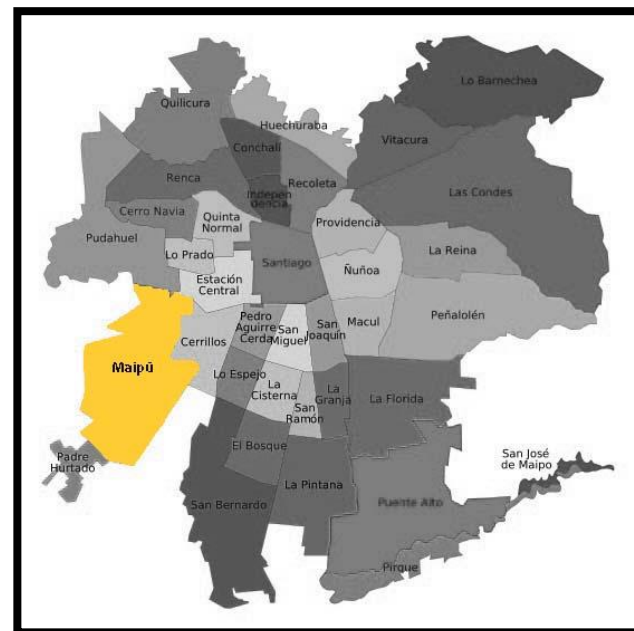 Lo Barnechea
Quilicura
Huechuraba
Vitacura
Conchalí
Renca
Recoleta
Las Condes
Indepen
dencia
Cerro Navia
Quinta
Normal
Providencia
Pudahuel
La Reina
Lo Prado
Santiago
Ñuñoa
Estación
Central
Peñalolén
Pedro
Aguirre
Cerda
San
Miguel
San
Joaquín
Macul
Cerrillos
Maipú
Lo Espejo
La
Cisterna
La
Granja
La Florida
San
Ramón
El Bosque
Padre
Hurtado
San José
de Maipo
La Pintana
San Bernardo
Puente Alto
Pirque